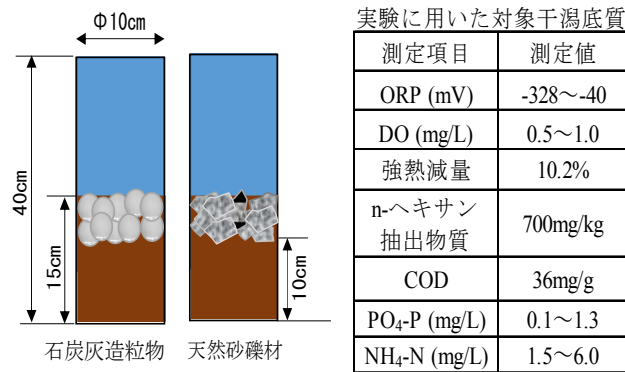 Φ10cm
40cm
15cm
10cm
石炭灰造粒物 天然砂礫材
実験に用いた対象干潟底質
測定項目 測定値
ORP (mV) -328～-40
DO (mg/L) 0.5～1.0
強熱減量 10.2%
n-ヘキサン
抽出物質 700mg/kg
COD 36mg/g
PO₄-P (mg/L) 0.1～1.3
NH₄-N (mg/L) 1.5～6.0